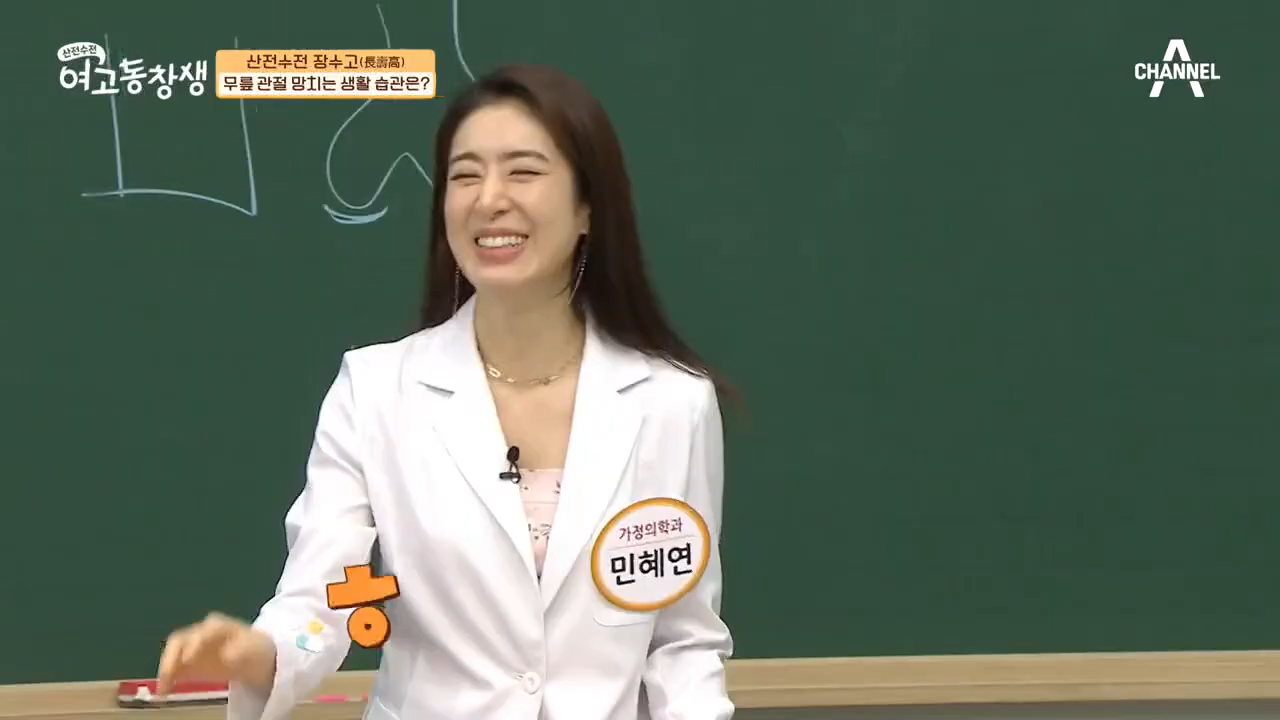 산전수전
여고동창생
산전수전 장수고(長壽高)
무릎 관절 망치는 생활 습관은?
CHANNEL A
가정의학과
민혜연
ㅎ